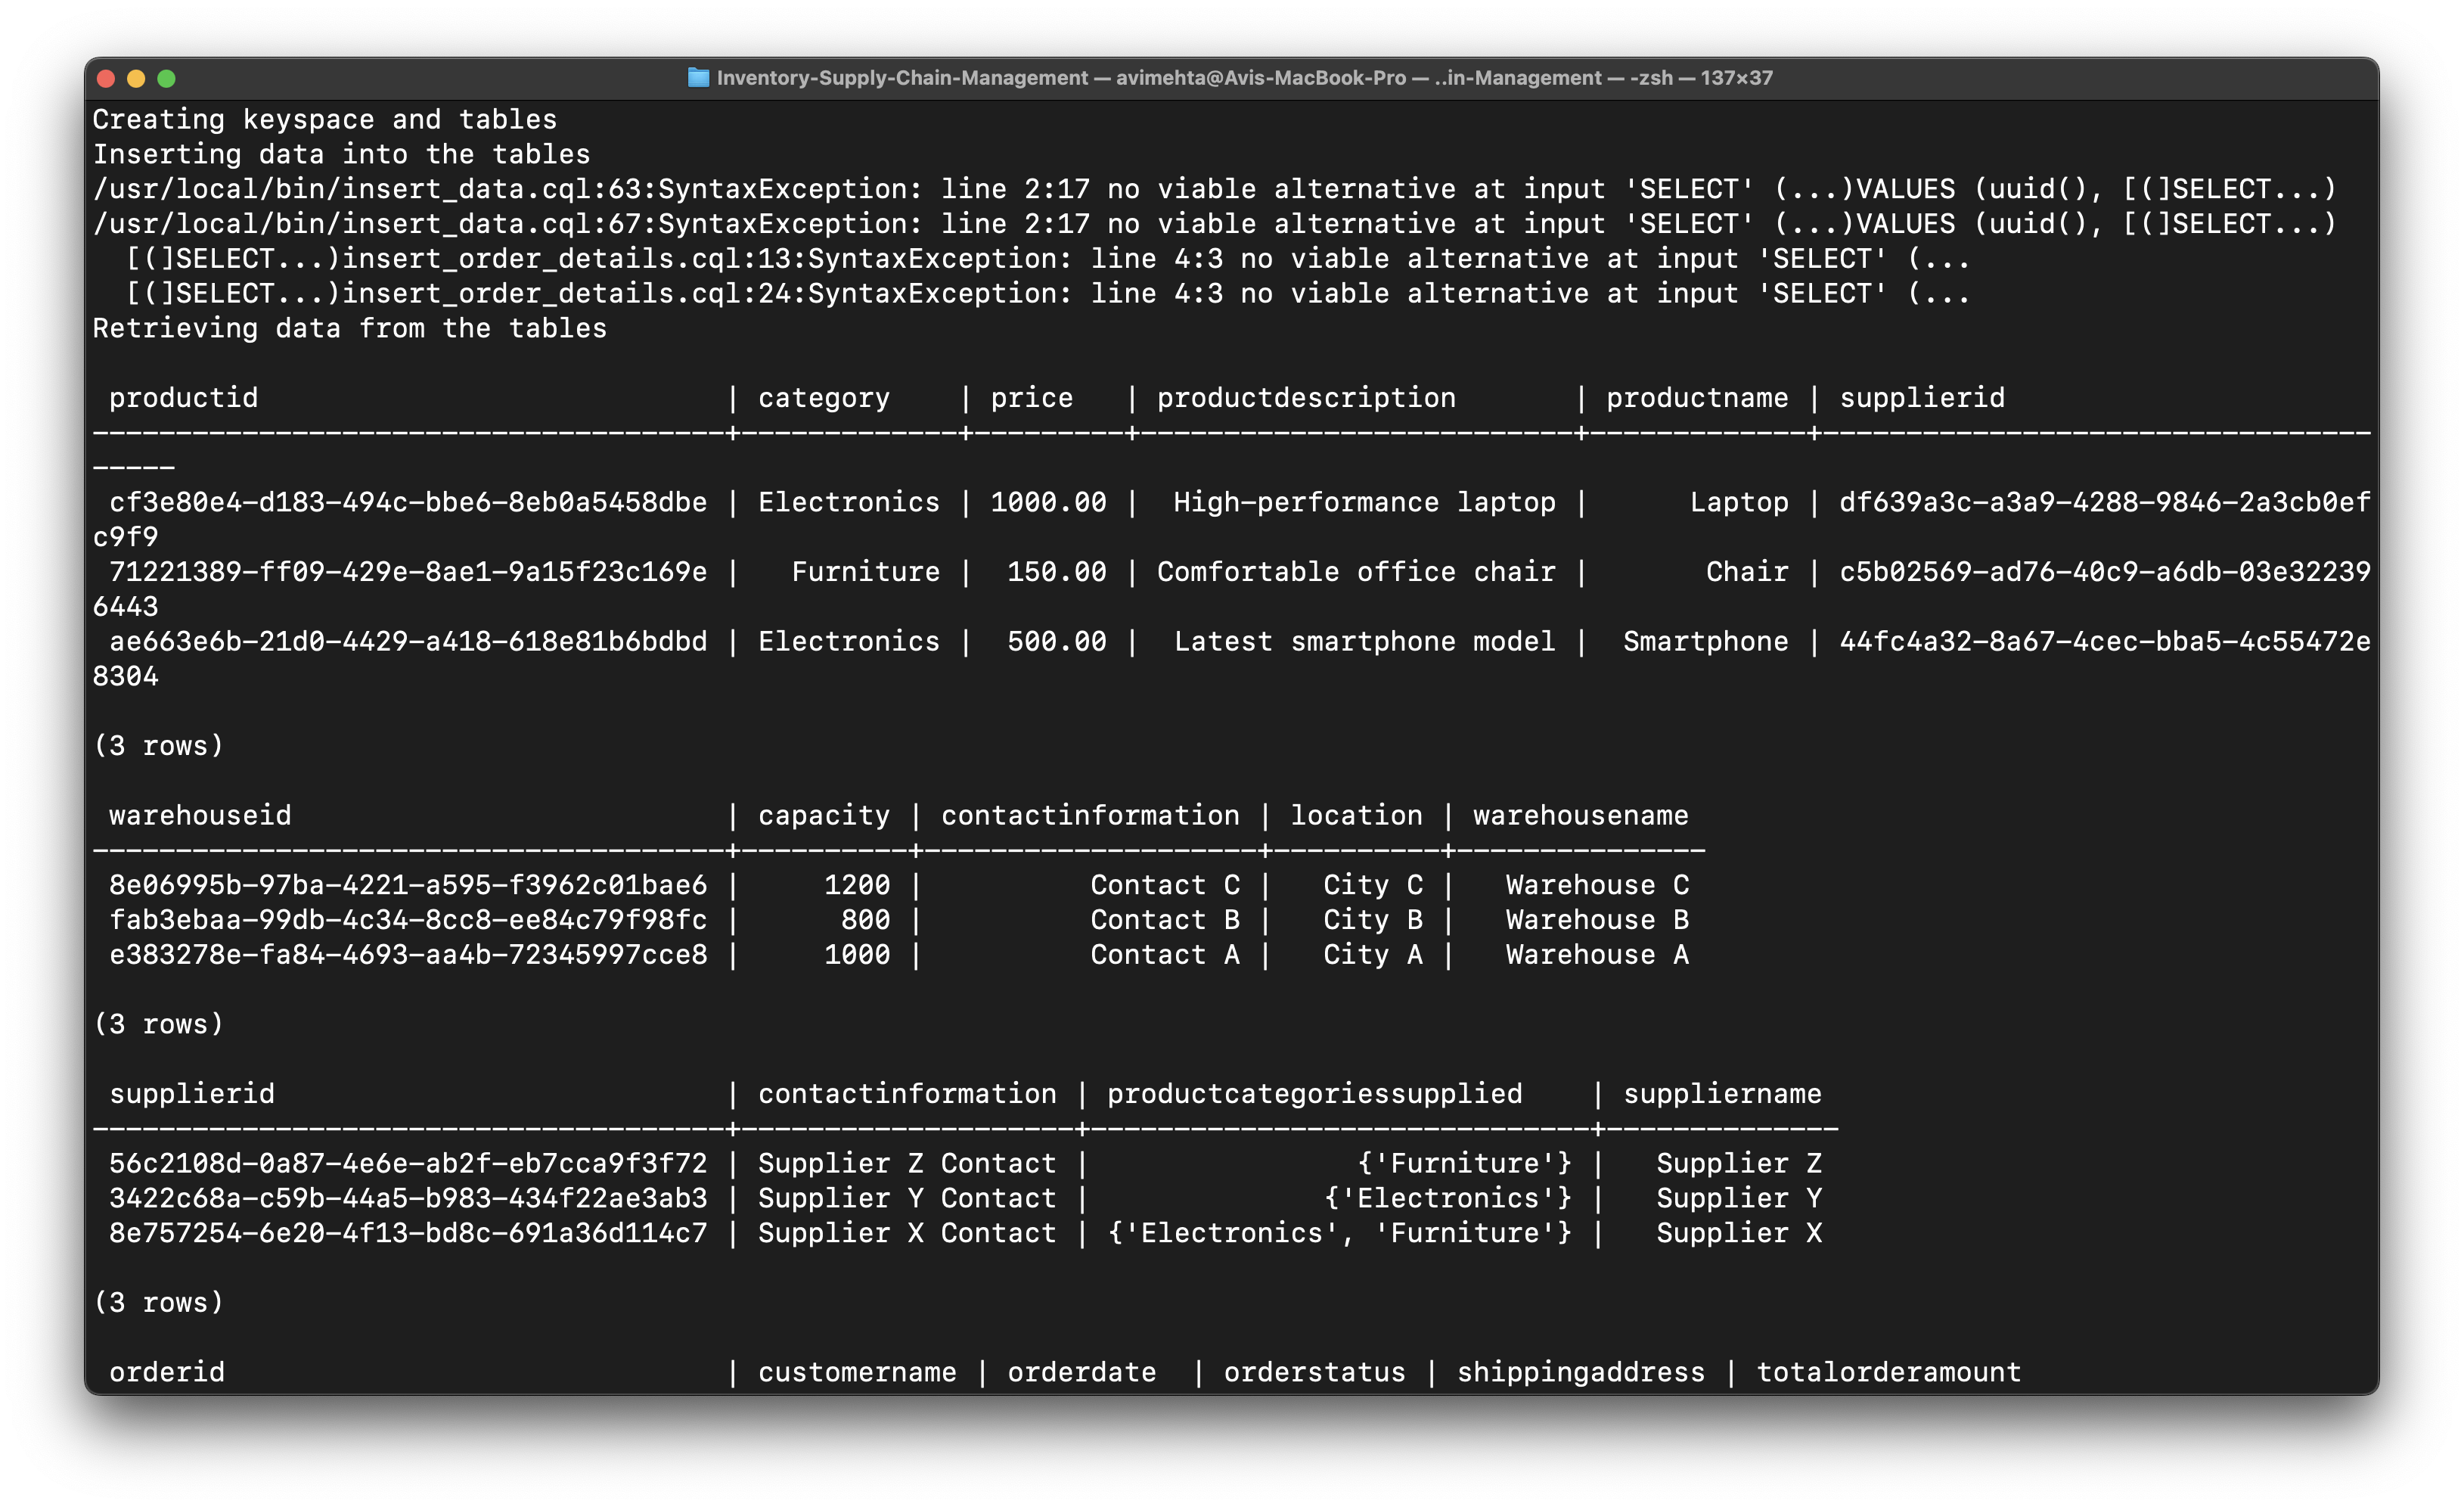 Inventory-Supply-Chain-Management — avimehta@Avis-MacBook-Pro — ..in-Management — -zsh — 137×37
Creating keyspace and tables
Inserting data into the tables
/usr/local/bin/insert_data.cql:63:SyntaxException: line 2:17 no viable alternative at input 'SELECT' (...)VALUES (uuid(), [(]SELECT...)
/usr/local/bin/insert_data.cql:67:SyntaxException: line 2:17 no viable alternative at input 'SELECT' (...)VALUES (uuid(), [(]SELECT...)
  [(]SELECT...)insert_order_details.cql:13:SyntaxException: line 4:3 no viable alternative at input 'SELECT' (...
  [(]SELECT...)insert_order_details.cql:24:SyntaxException: line 4:3 no viable alternative at input 'SELECT' (...
Retrieving data from the tables
 productid                            | category    | price   | productdescription       | productname | supplierid
--------------------------------------+-------------+---------+--------------------------+-------------+---------------------------------
-----
 cf3e80e4-d183-494c-bbe6-8eb0a5458dbe | Electronics | 1000.00 |  High-performance laptop |      Laptop | df639a3c-a3a9-4288-9846-2a3cb0ef
c9f9
 71221389-ff09-429e-8ae1-9a15f23c169e |   Furniture |  150.00 | Comfortable office chair |       Chair | c5b02569-ad76-40c9-a6db-03e32239
6443
 ae663e6b-21d0-4429-a418-618e81b6bdbd | Electronics |  500.00 |  Latest smartphone model |  Smartphone | 44fc4a32-8a67-4cec-bba5-4c55472e
8304
(3 rows)
 warehouseid                          | capacity | contactinformation | location | warehousename
--------------------------------------+----------+--------------------+----------+---------------
 8e06995b-97ba-4221-a595-f3962c01bae6 |     1200 |          Contact C |   City C |   Warehouse C
 fab3ebaa-99db-4c34-8cc8-ee84c79f98fc |      800 |          Contact B |   City B |   Warehouse B
 e383278e-fa84-4693-aa4b-72345997cce8 |     1000 |          Contact A |   City A |   Warehouse A
(3 rows)
 supplierid                           | contactinformation | productcategoriessupplied    | suppliername
--------------------------------------+--------------------+------------------------------+--------------
 56c2108d-0a87-4e6e-ab2f-eb7cca9f3f72 | Supplier Z Contact |                {'Furniture'} |   Supplier Z
 3422c68a-c59b-44a5-b983-434f22ae3ab3 | Supplier Y Contact |              {'Electronics'} |   Supplier Y
 8e757254-6e20-4f13-bd8c-691a36d114c7 | Supplier X Contact | {'Electronics', 'Furniture'} |   Supplier X
(3 rows)
 orderid                              | customername | orderdate  | orderstatus | shippingaddress | totalorderamount